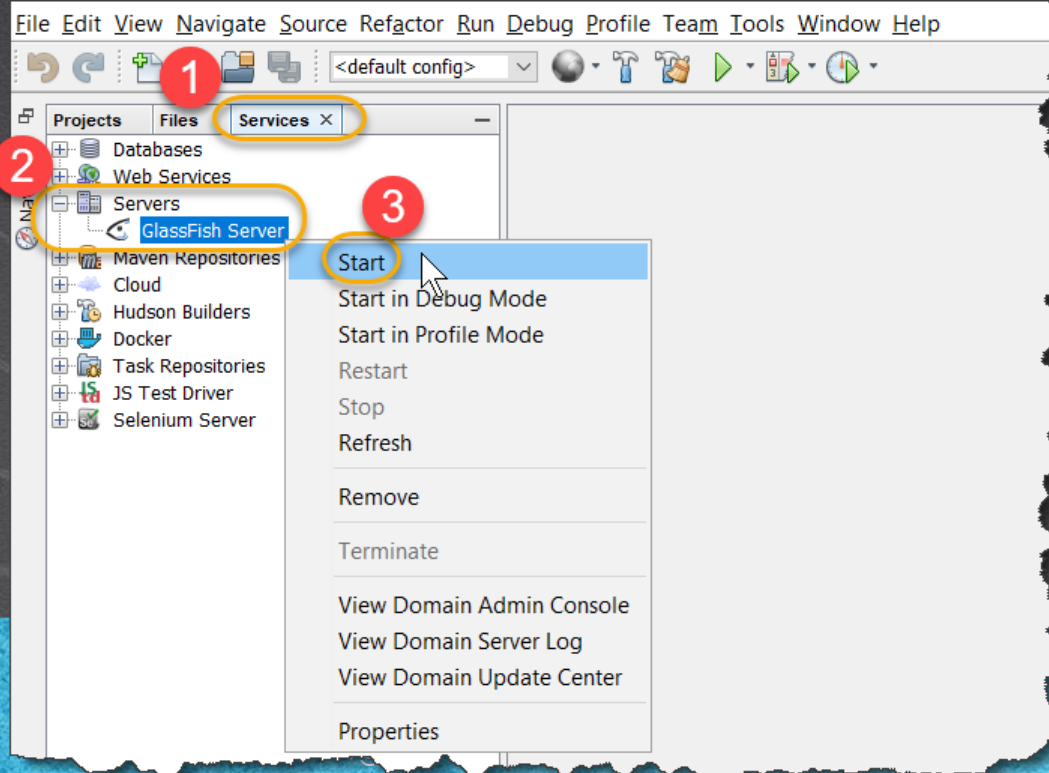 File Edit View Navigate Source Refactor Run Debug Profile Team Tools Window Help
<default config>
1
Projects Files Services
2
Databases
Web Services
Servers
3
GlassFish Server
Maven Repositories
Cloud
Hudson Builders
Docker
Task Repositories
JS Test Driver
Selenium Server
Start
Start in Debug Mode
Start in Profile Mode
Restart
Stop
Refresh
Remove
Terminate
View Domain Admin Console
View Domain Server Log
View Domain Update Center
Properties